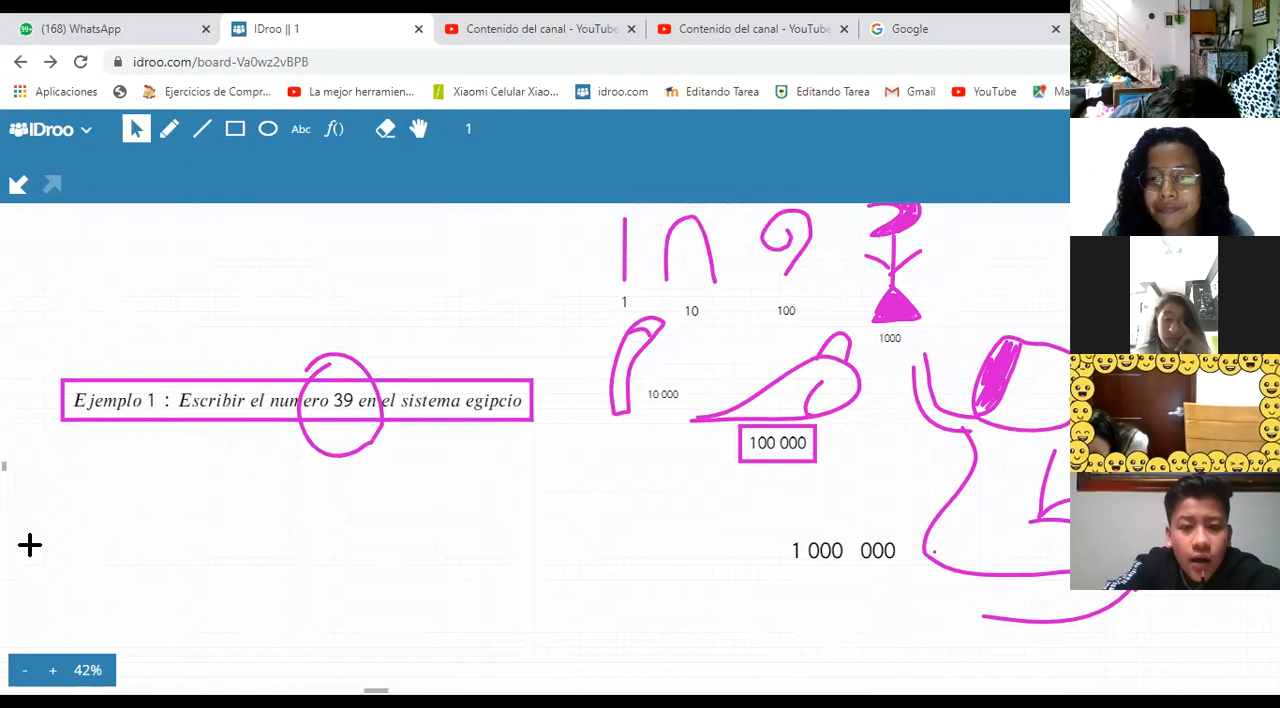 (168) WhatsApp
IDroo || 1
Contenido del canal - YouTube
Contenido del canal - YouTube
Google
idroo.com/board-Va0wz2vBPB
Aplicaciones
Ejercicios de Compr...
La mejor herramien...
Xiaomi Celular Xiao...
idroo.com
Editando Tarea
Editando Tarea
Gmail
YouTube
Ma
IDroo
Abc
f()
1
1
10
100
1000
10 000
Ejemplo 1 : Escribir el numero 39 en el sistema egipcio
100 000
1 000 000
- + 42%